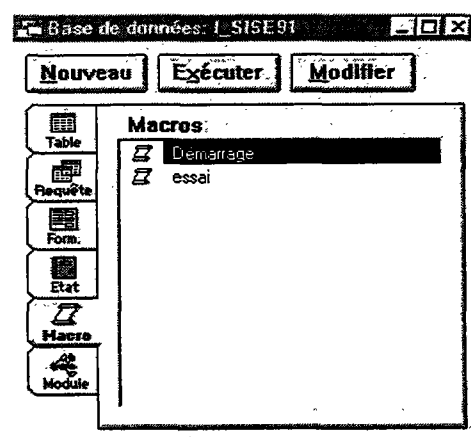 Base de données: I_SISE91
Nouveau
Exécuter
Modifier
Table
Requête
Form.
Etat
Macro
Module
Macros:
Démarrage
essai